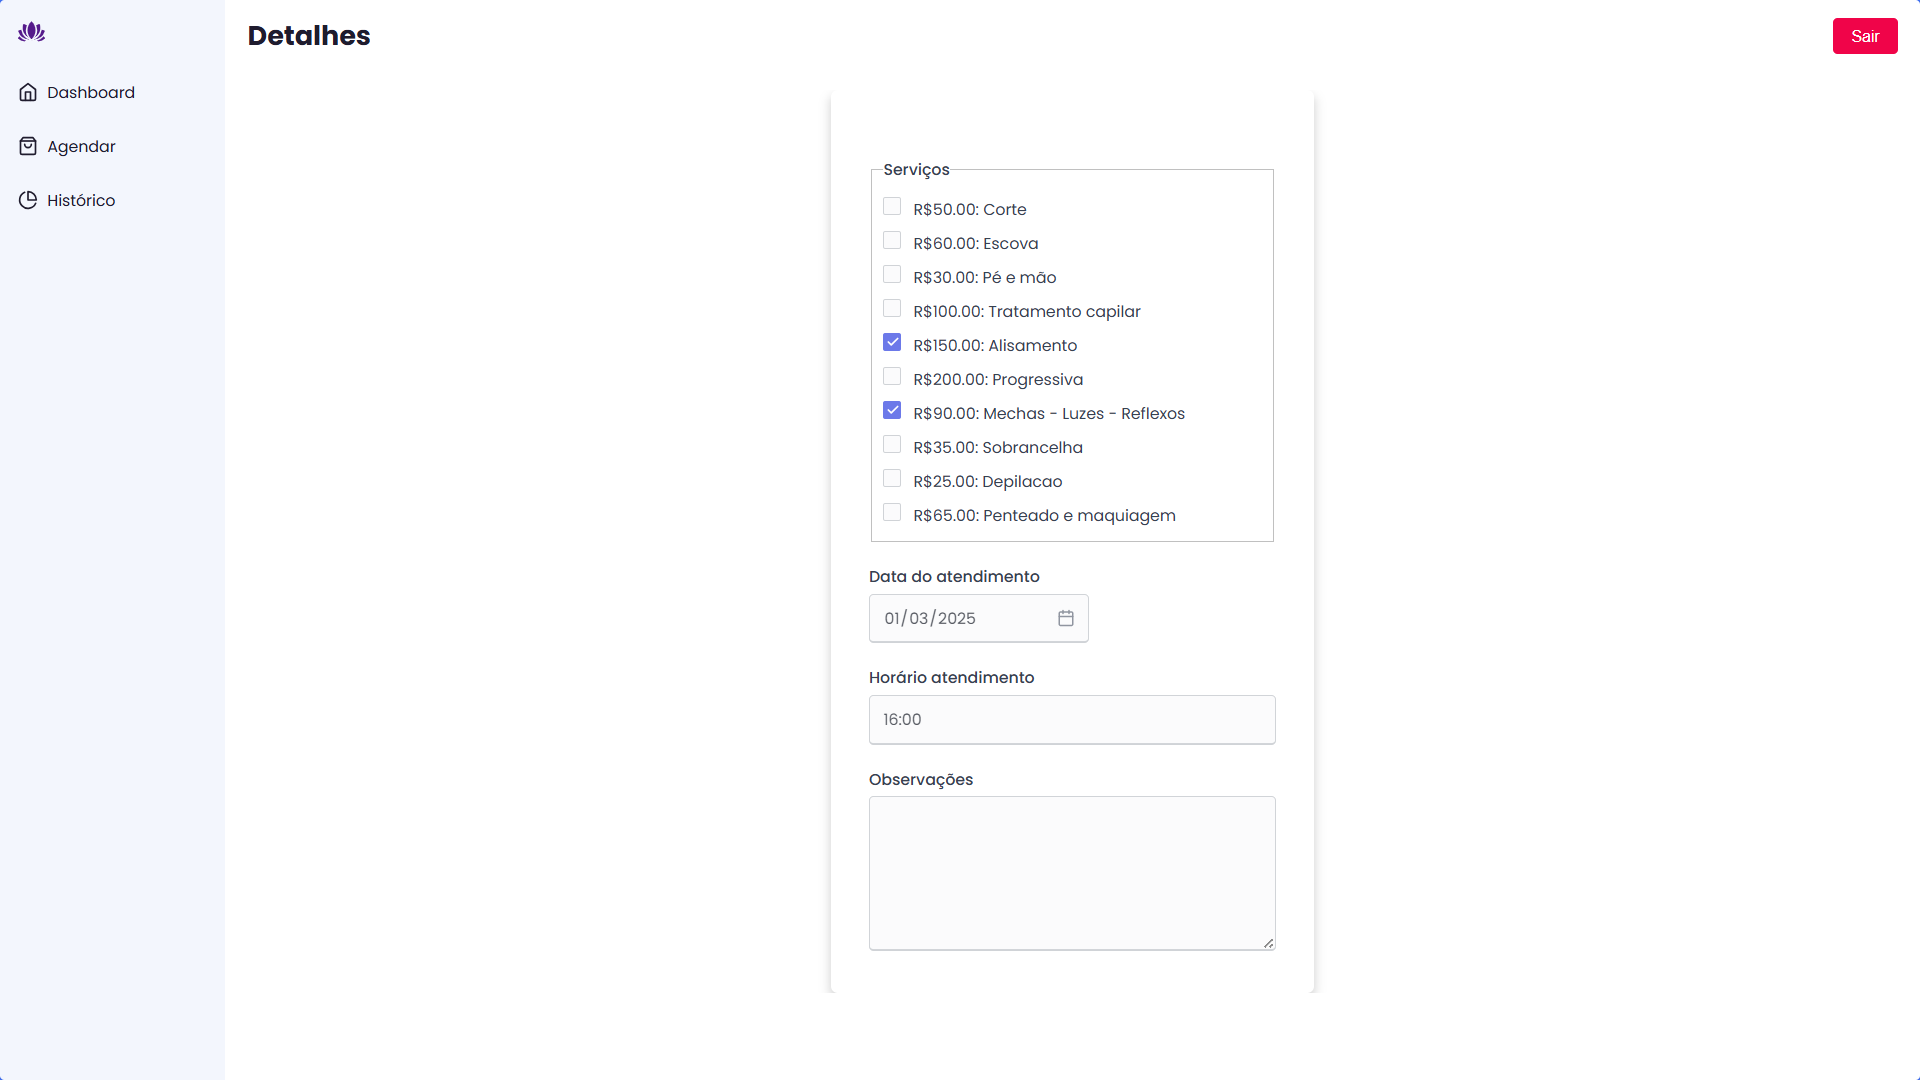 Detalhes
Sair
Dashboard
Agendar
Histórico
Serviços
R$50.00: Corte
R$60.00: Escova
R$30.00: Pé e mão
R$100.00: Tratamento capilar
R$150.00: Alisamento
R$200.00: Progressiva
R$90.00: Mechas - Luzes - Reflexos
R$35.00: Sobrancelha
R$25.00: Depilacao
R$65.00: Penteado e maquiagem
Data do atendimento
01/03/2025
Horário atendimento
16:00
Observações